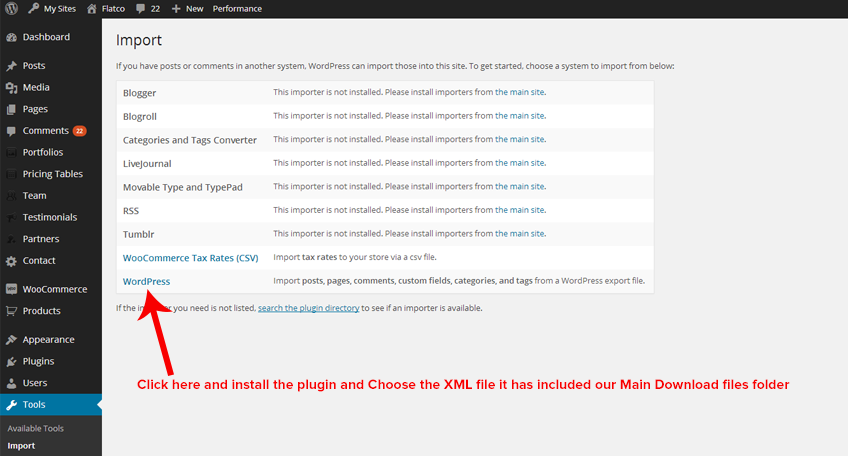 My Sites Flatco 22 New Performance
Dashboard
Posts
Media
Pages
Comments 22
Portfolios
Pricing Tables
Team
Testimonials
Partners
Contact
WooCommerce
Products
Appearance
Plugins
Users
Tools
Available Tools
Import
Import
If you have posts or comments in another system, WordPress can import those into this site. To get started, choose a system to import from below:
Blogger This importer is not installed. Please install importers from the main site.
Blogroll This importer is not installed. Please install importers from the main site.
Categories and Tags Converter This importer is not installed. Please install importers from the main site.
LiveJournal This importer is not installed. Please install importers from the main site.
Movable Type and TypePad This importer is not installed. Please install importers from the main site.
RSS This importer is not installed. Please install importers from the main site.
Tumblr This importer is not installed. Please install importers from the main site.
WooCommerce Tax Rates (CSV) Import tax rates to your store via a csv file.
WordPress Import posts, pages, comments, custom fields, categories, and tags from a WordPress export file.
If the you need is not listed, search the plugin directory to see if an importer is available.
Click here and install the plugin and Choose the XML file it has included our Main Download files folder